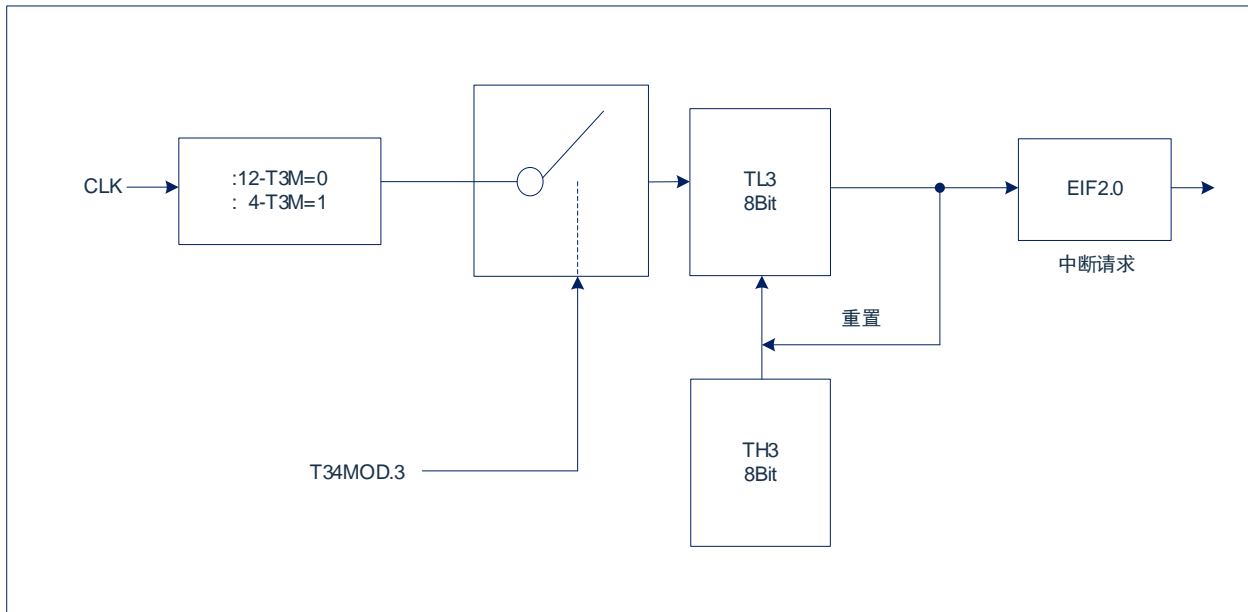 CLK
:12-T3M=0
: 4-T3M=1
TL3
8Bit
EIF2.0
中断请求
重置
TH3
8Bit
T34MOD.3